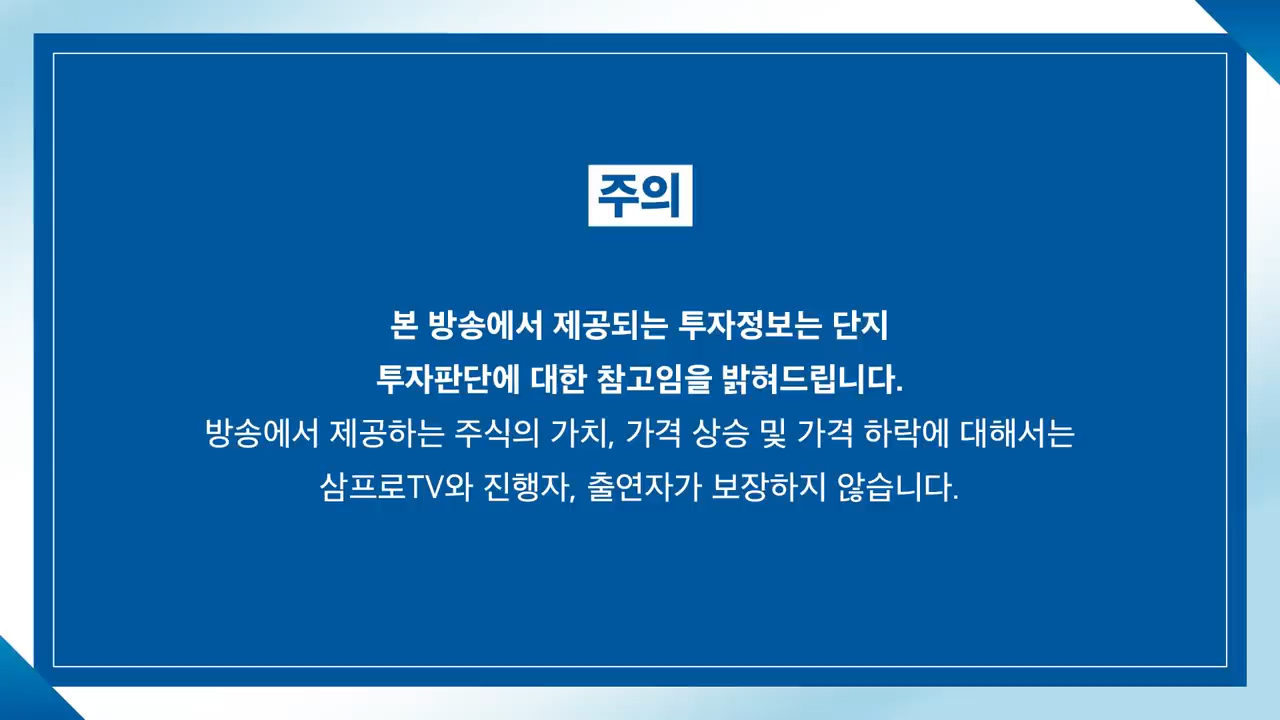 주의
본 방송에서 제공되는 투자정보는 단지
투자판단에 대한 참고임을 밝혀드립니다.
방송에서 제공하는 주식의 가치, 가격 상승 및 가격 하락에 대해서는
삼프로TV와 진행자, 출연자가 보장하지 않습니다.